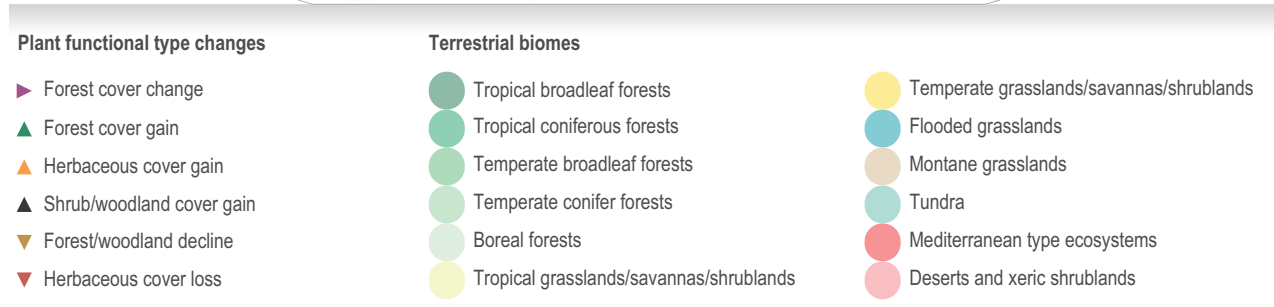 Plant functional type changes
Forest cover change
Forest cover gain
Herbaceous cover gain
Shrub/woodland cover gain
Forest/woodland decline
Herbaceous cover loss
Terrestrial biomes
Tropical broadleaf forests
Tropical coniferous forests
Temperate broadleaf forests
Temperate conifer forests
Boreal forests
Tropical grasslands/savannas/shrublands
Temperate grasslands/savannas/shrublands
Flooded grasslands
Montane grasslands
Tundra
Mediterranean type ecosystems
Deserts and xeric shrublands